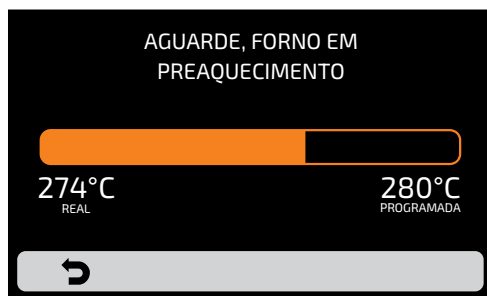 AGUARDE, FORNO EM
PREAQUECIMENTO
274°C
REAL
280°C
PROGRAMADA